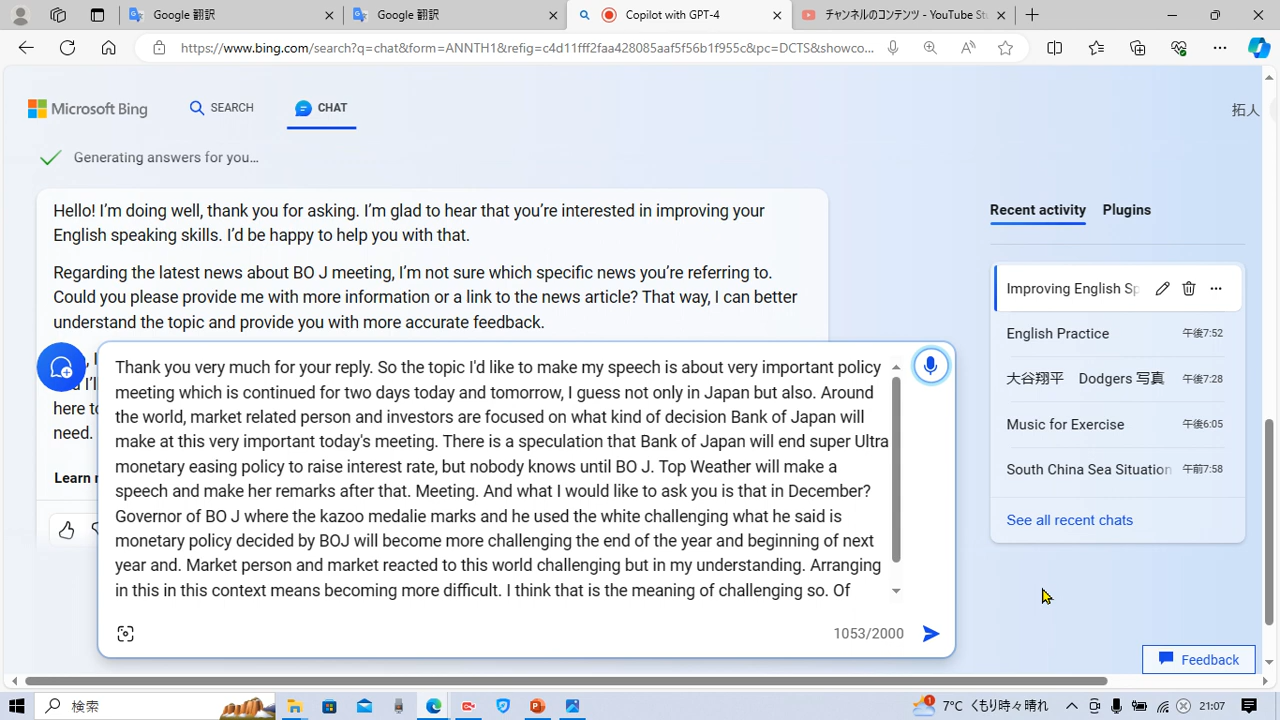 Google 翻訳
Google 翻訳
Copilot with GPT-4
チャンネルのコンテンツ - YouTube Stu
https://www.bing.com/search?q=chat&form=ANNTH1&refig=c4d11fff2faa428085aaf5f56b1f955c&pc=DCTS&showco...
Microsoft Bing
SEARCH
CHAT
拓人
Generating answers for you...
Hello! I'm doing well, thank you for asking. I'm glad to hear that you're interested in improving your
English speaking skills. I'd be happy to help you with that.
Regarding the latest news about BO J meeting, I'm not sure which specific news you're referring to.
Could you please provide me with more information or a link to the news article? That way, I can better
understand the topic and provide you with more accurate feedback.
here to
need.
Learn
Thank you very much for your reply. So the topic I'd like to make my speech is about very important policy
meeting which is continued for two days today and tomorrow, I guess not only in Japan but also. Around
the world, market related person and investors are focused on what kind of decision Bank of Japan will
make at this very important today's meeting. There is a speculation that Bank of Japan will end super Ultra
monetary easing policy to raise interest rate, but nobody knows until BO J. Top Weather will make a
speech and make her remarks after that. Meeting. And what I would like to ask you is that in December?
Governor of BO J where the kazoo medalie marks and he used the white challenging what he said is
monetary policy decided by BOJ will become more challenging the end of the year and beginning of next
year and. Market person and market reacted to this world challenging but in my understanding. Arranging
in this in this context means becoming more difficult. I think that is the meaning of challenging so. Of
1053/2000
Recent activity
Plugins
Improving English Sp
English Practice
午後7:52
大谷翔平 Dodgers 写真
午後7:28
Music for Exercise
午後6:05
South China Sea Situation
午前7:58
See all recent chats
Feedback
検索
1
7°C くもり時々晴れ
21:07